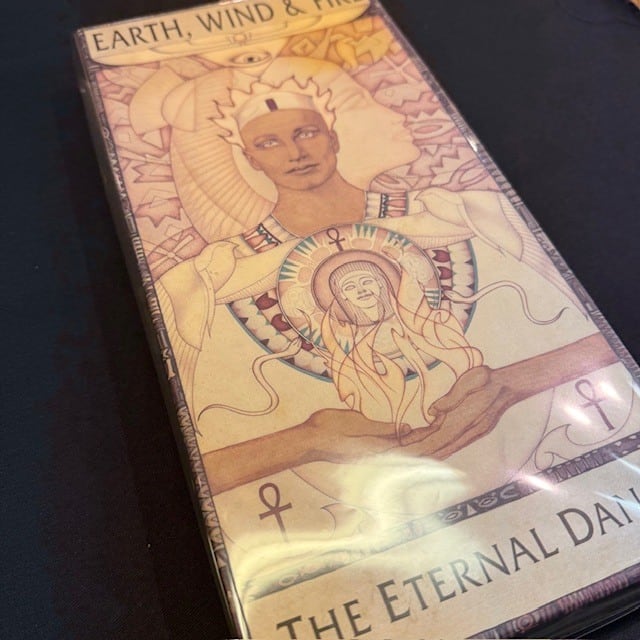 EARTH, WIND & FIR
THE ETERNAL DAN